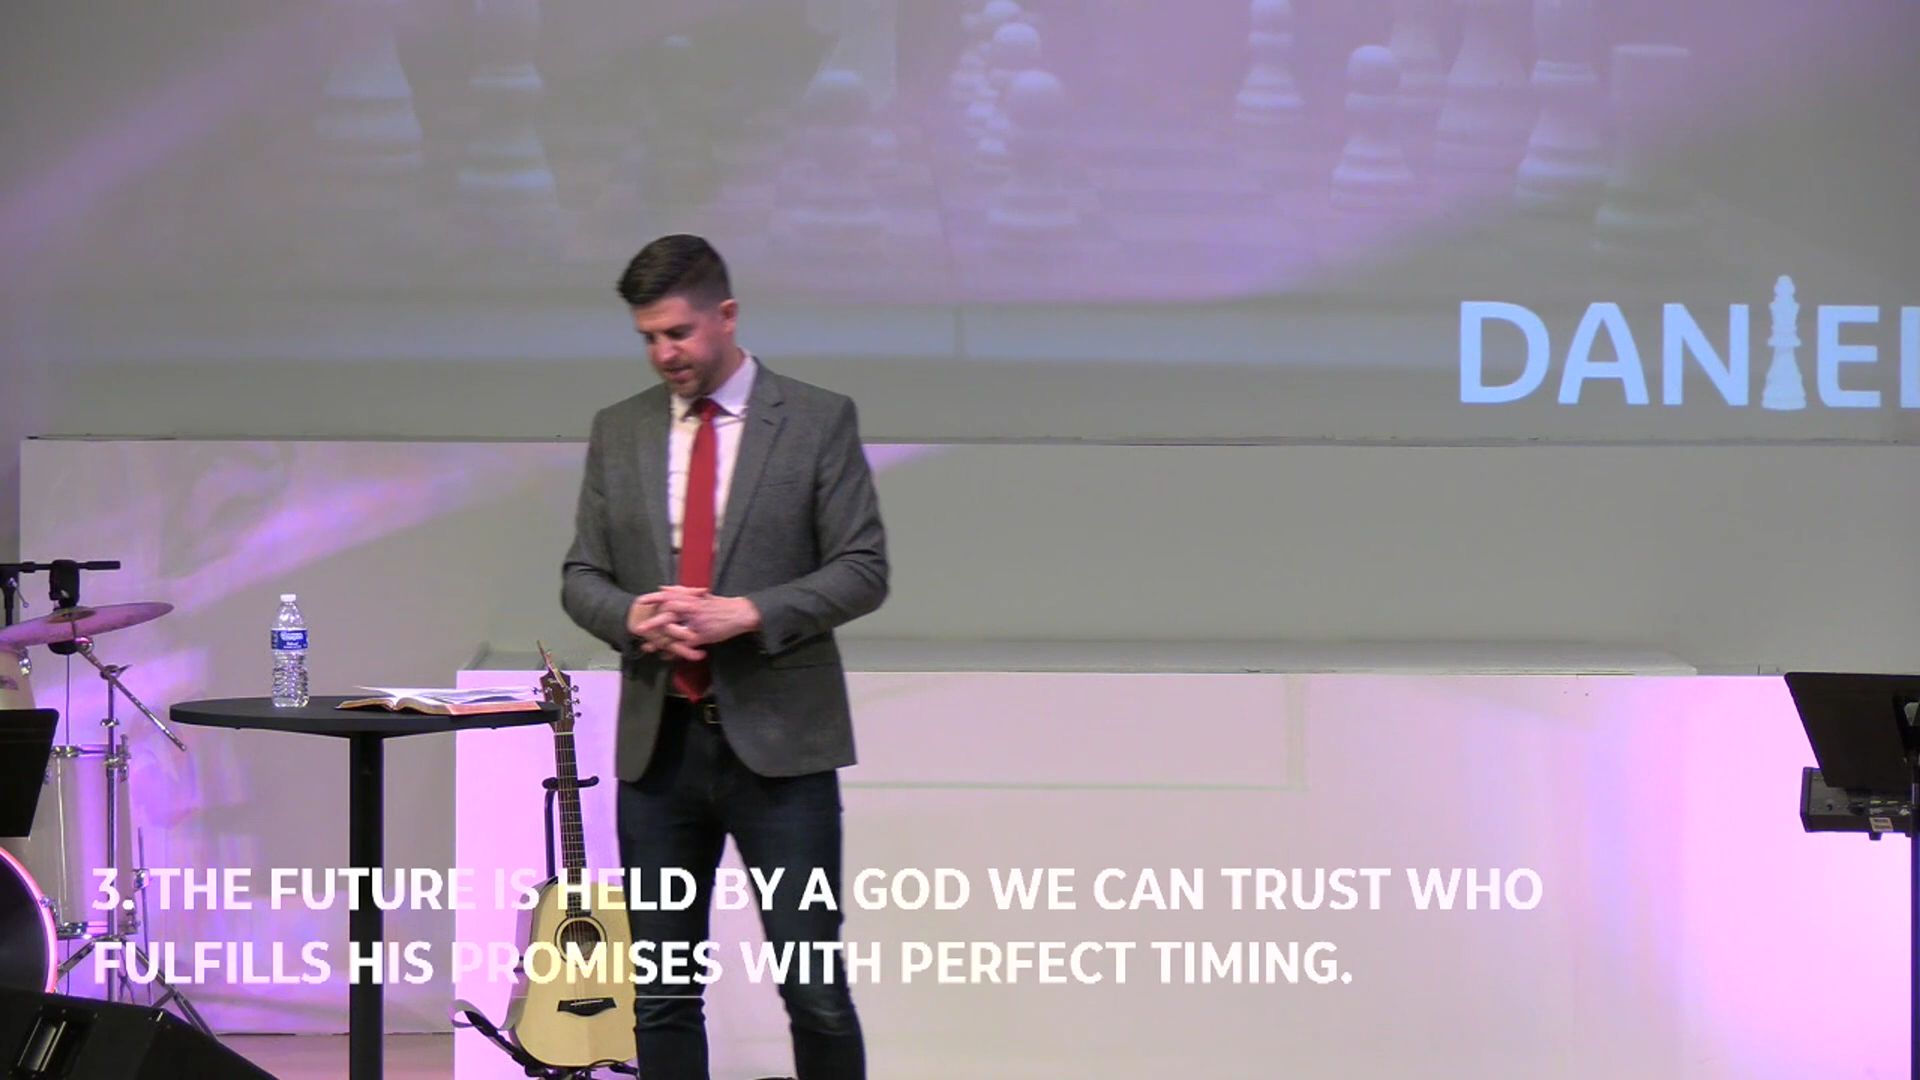 DANIEL
3. THE FUTURE IS HELD BY A GOD WE CAN TRUST WHO
FULFILLS HIS PROMISES WITH PERFECT TIMING.